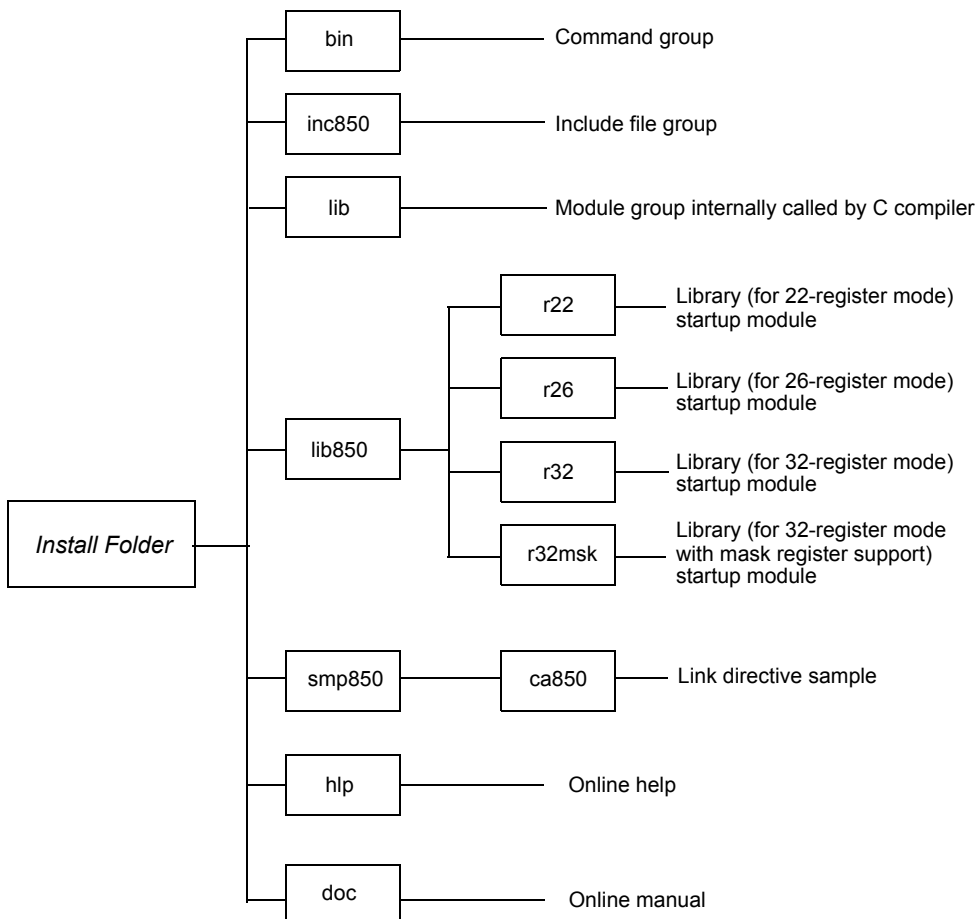 bin
Command group
inc850
Include file group
lib
Module group internally called by C compiler
r22
Library (for 22-register mode)
startup module
r26
Library (for 26-register mode)
startup module
lib850
r32
Library (for 32-register mode)
startup module
Install Folder
r32msk
Library (for 32-register mode
with mask register support)
startup module
smp850
ca850
Link directive sample
hlp
Online help
doc
Online manual